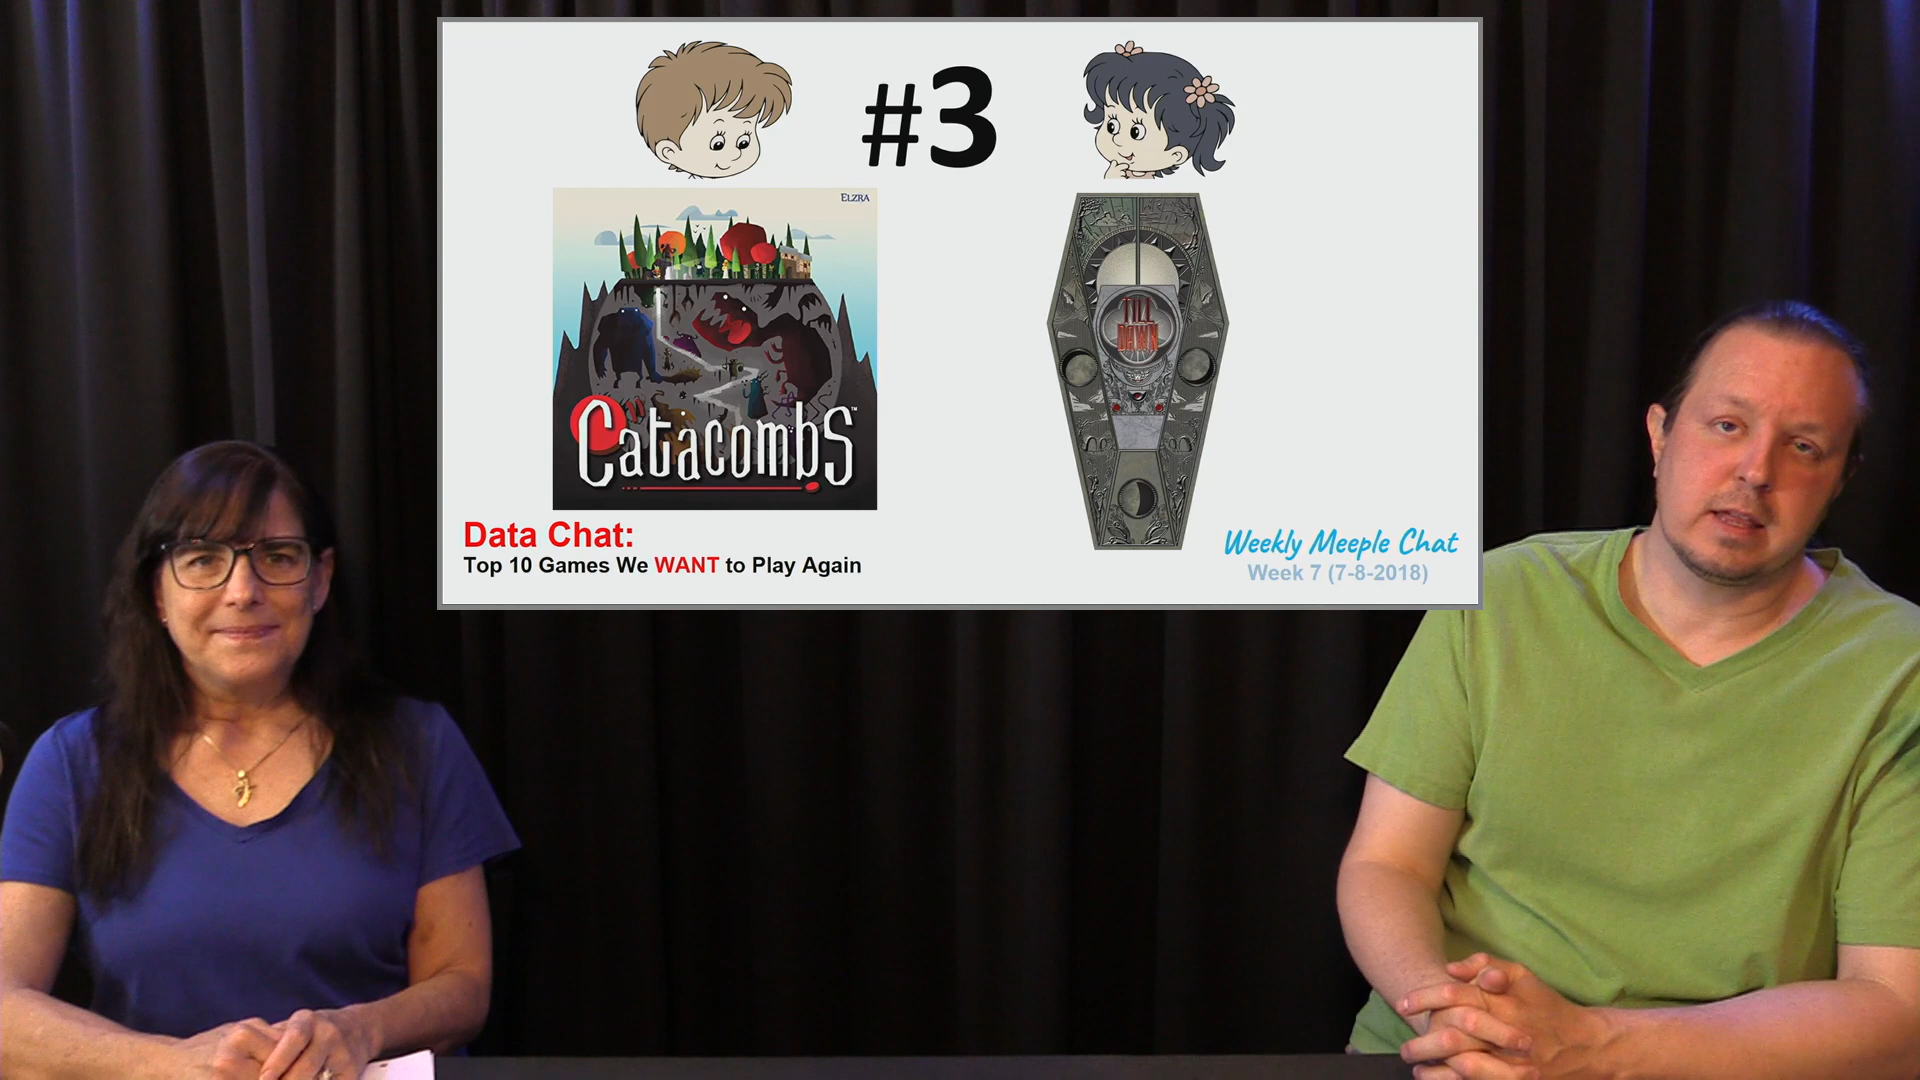 #3
ELZRA
Catacombs™
TILL
DAWN
Data Chat:
Top 10 Games We WANT to Play Again
Weekly Meeple Chat
Week 7 (7-8-2018)